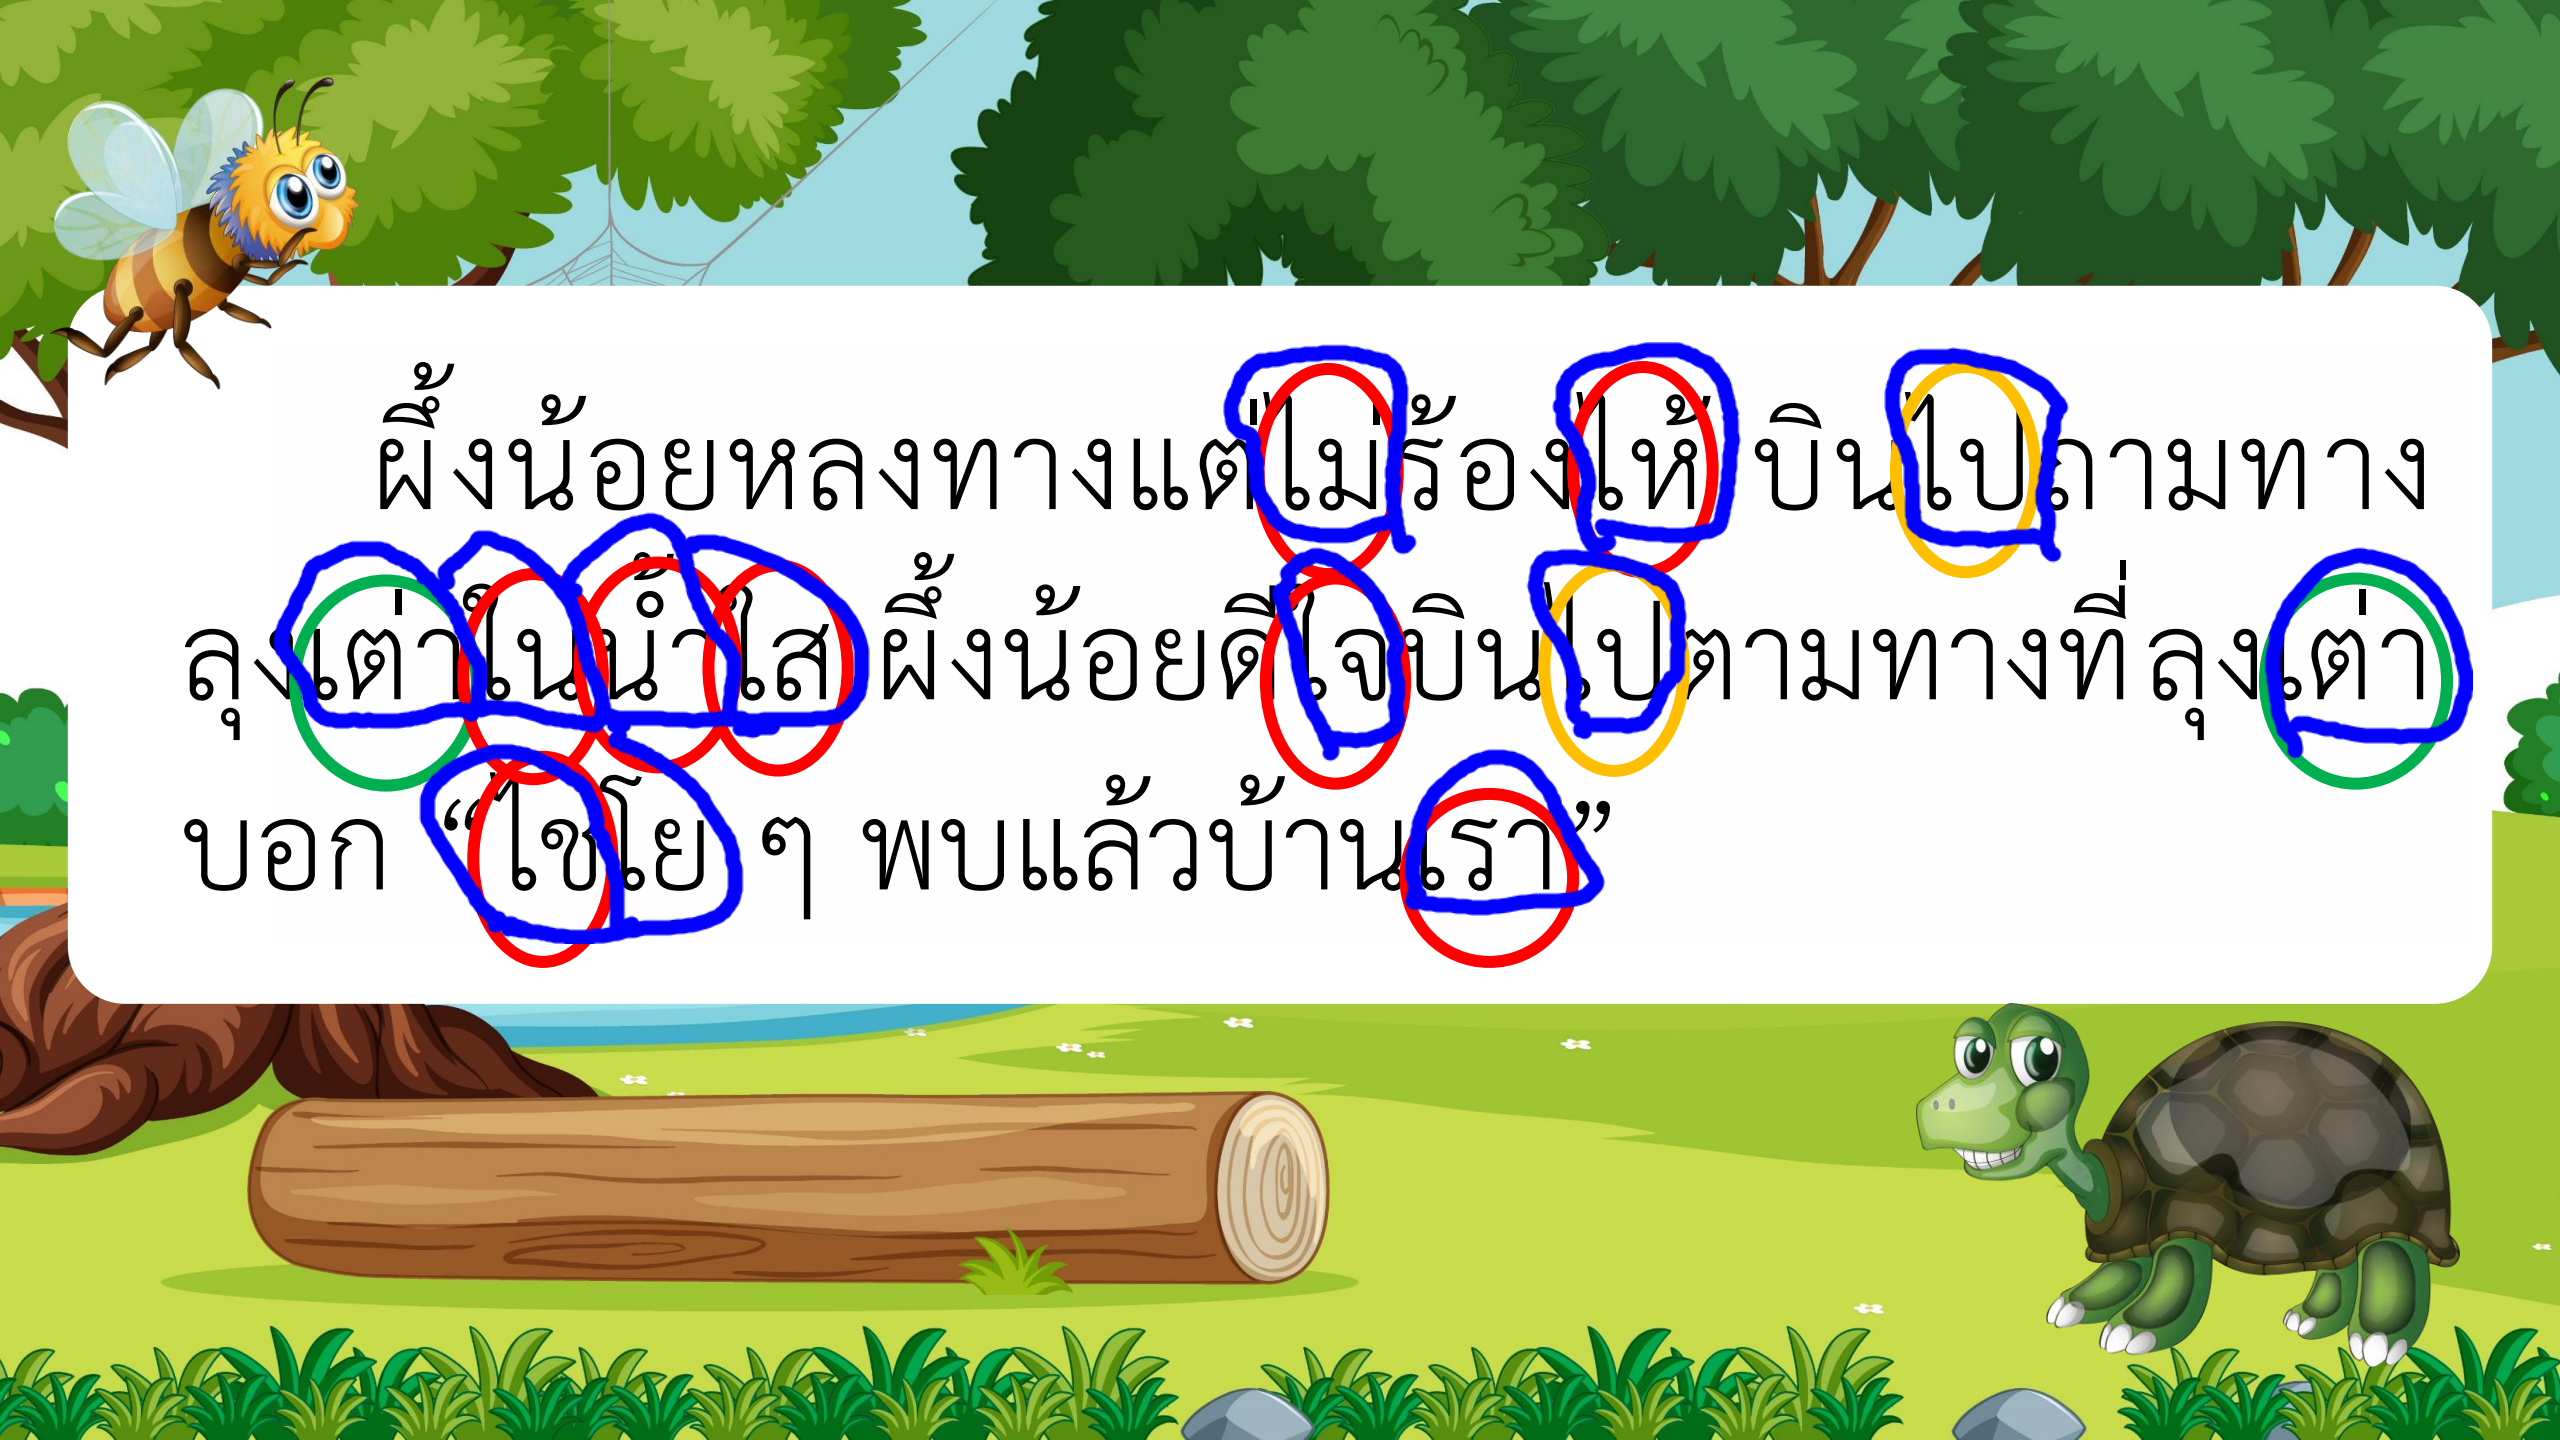 ผึ้งน้อยหลงทางแต่ไม่ร้องไห้ บินไปถามทาง
ลุงเต่าในน้ำใส ผึ้งน้อยดีใจบินไปตามทางที่ลุงเต่า
บอก “ไชโย ๆ พบแล้วบ้านเรา”